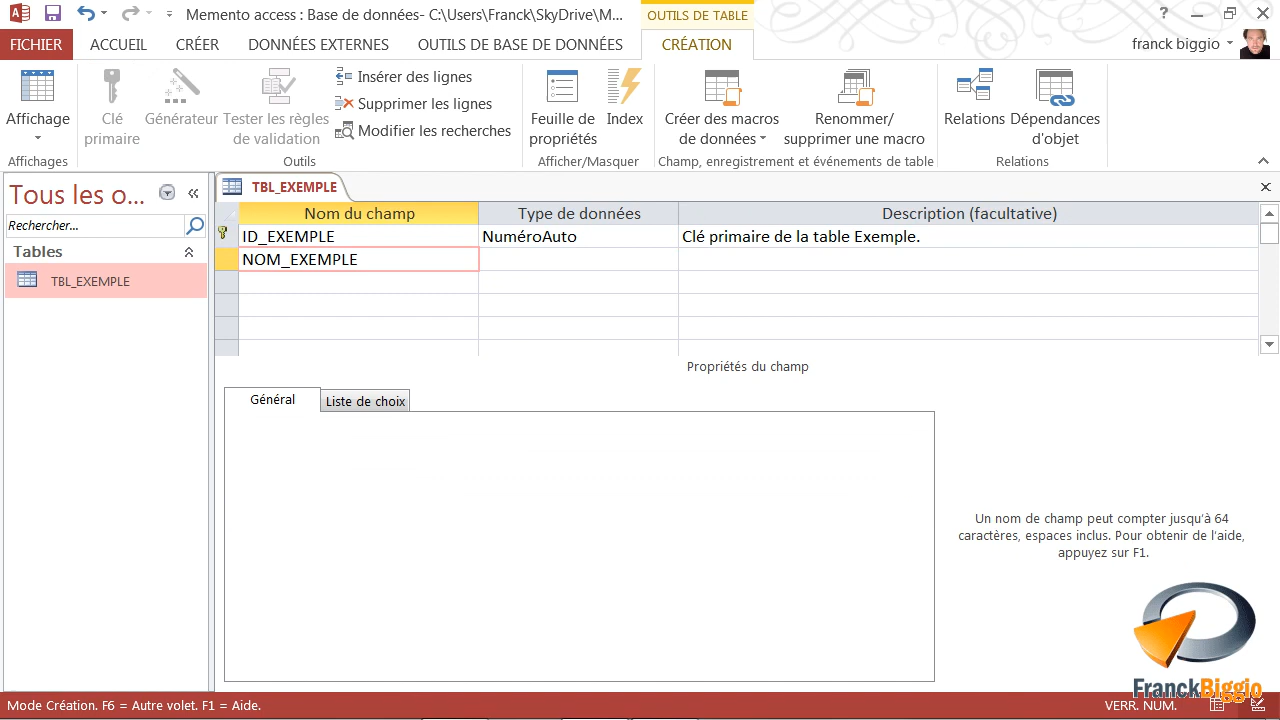 Memento access : Base de données- C:\Users\Franck\SkyDrive\M...
OUTILS DE TABLE
?
FICHIER
ACCUEIL
CRÉER
DONNÉES EXTERNES
OUTILS DE BASE DE DONNÉES
CRÉATION
franck biggio
Affichage
Clé primaire
Générateur
Tester les règles de validation
Insérer des lignes
Supprimer les lignes
Modifier les recherches
Feuille de propriétés
Index
Créer des macros de données
Renommer/ supprimer une macro
Relations
Dépendances d'objet
Affichages
Outils
Afficher/Masquer
Champ, enregistrement et événements de table
Relations
Tous les o...
Rechercher...
Tables
TBL_EXEMPLE
TBL_EXEMPLE
Nom du champ
Type de données
Description (facultative)
ID_EXEMPLE
NuméroAuto
Clé primaire de la table Exemple.
NOM_EXEMPLE
Propriétés du champ
Général
Liste de choix
Un nom de champ peut compter jusqu'à 64
caractères, espaces inclus. Pour obtenir de l'aide,
appuyez sur F1.
FranckBiggio
Mode Création. F6 = Autre volet. F1 = Aide.
VERR. NUM.